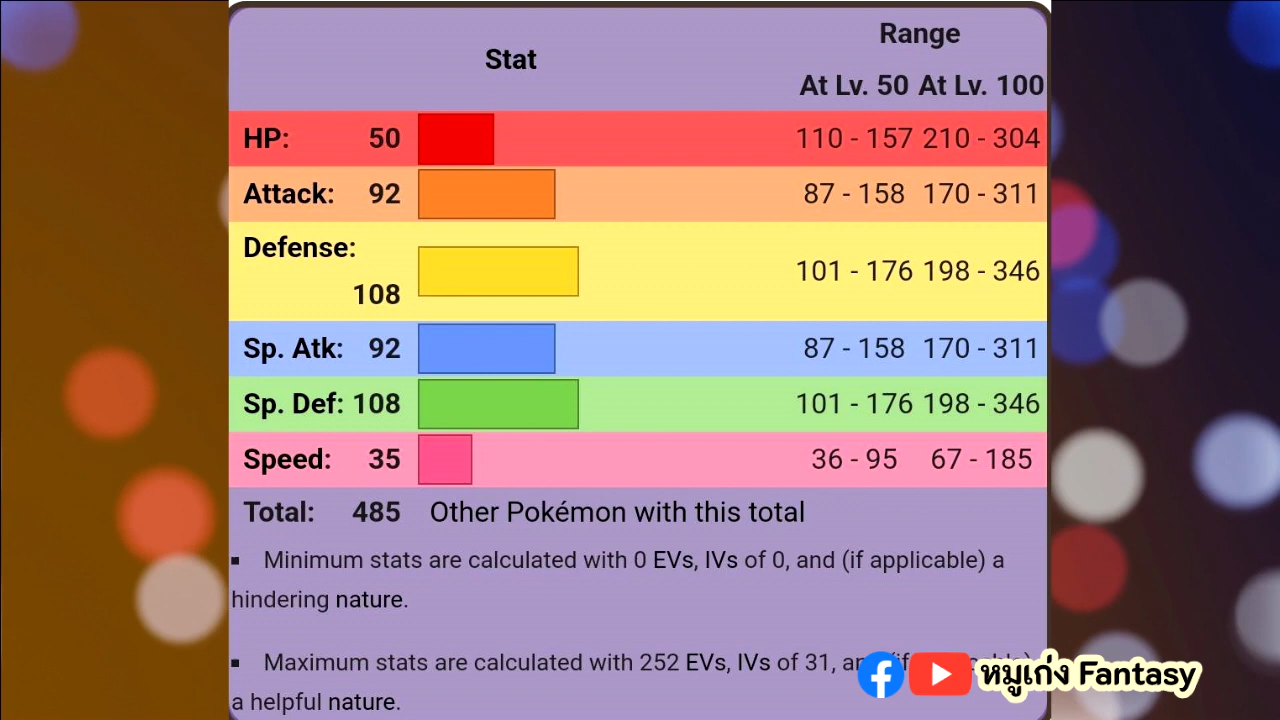 Stat
Range
At Lv. 50 At Lv. 100
HP: 50 110 - 157 210 - 304
Attack: 92 87 - 158 170 - 311
Defense:
108 101 - 176 198 - 346
Sp. Atk: 92 87 - 158 170 - 311
Sp. Def: 108 101 - 176 198 - 346
Speed: 35 36 - 95 67 - 185
Total: 485 Other Pokémon with this total
▪ Minimum stats are calculated with 0 EVs, IVs of 0, and (if applicable) a
hindering nature.
▪ Maximum stats are calculated with 252 EVs, IVs of 31,
a helpful nature.
หมูเก่ง Fantasy